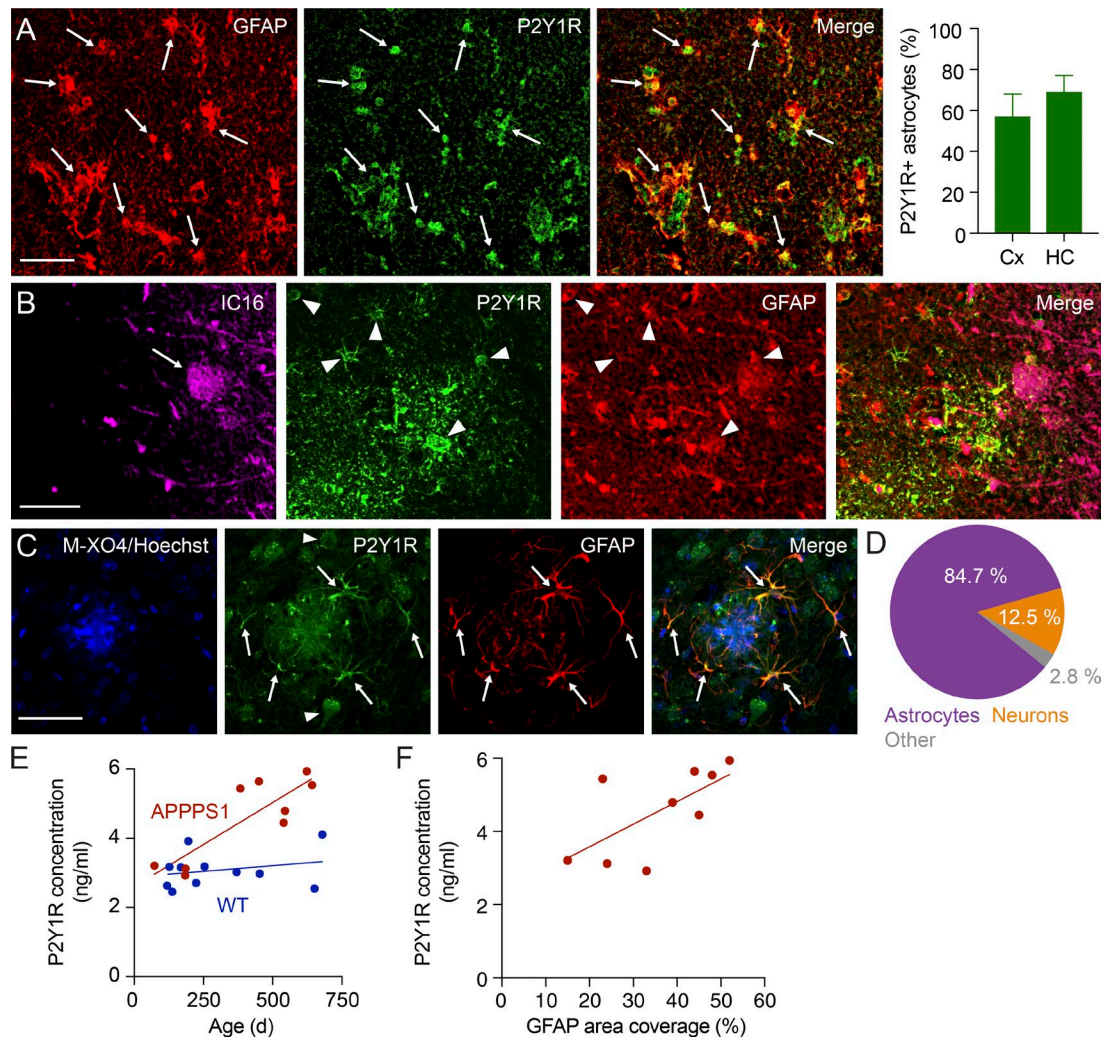 A GFAP P2Y1R Merge
P2Y1R+ astrocytes (%)
100
80
60
40
20
0
Cx HC
B IC16 P2Y1R GFAP Merge
C M-XO4/Hoechst P2Y1R GFAP Merge
D
84.7 %
12.5 %
2.8 %
Astrocytes Neurons
Other
E
P2Y1R concentration
(ng/ml)
6
4
2
0
APPPS1
WT
0 250 500 750
Age (d)
F
P2Y1R concentration
(ng/ml)
6
4
2
0
0 10 20 30 40 50 60
GFAP area coverage (%)